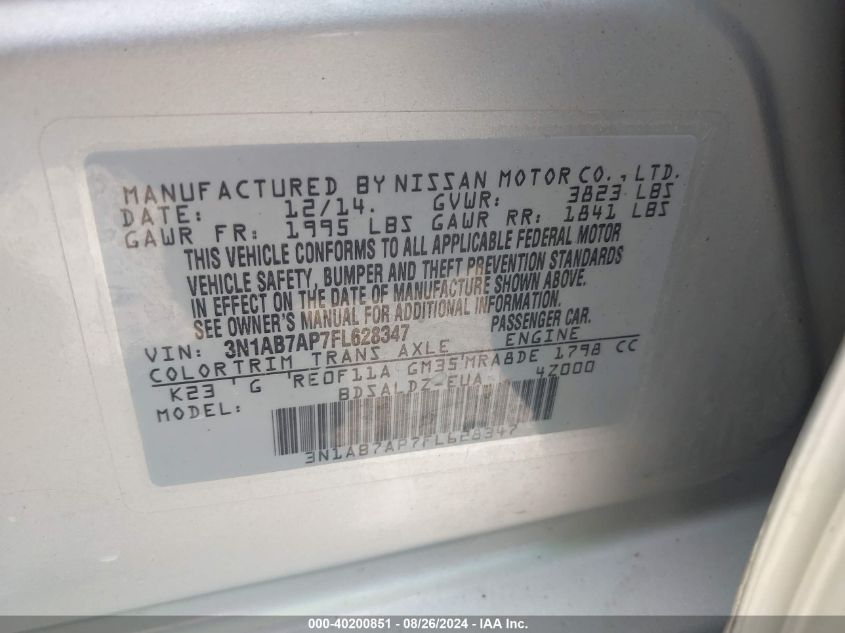 MANUFACTURED BY NISSAN MOTOR CO., LTD.
DATE: 12/14. GVWR: 3823 LBS
GAWR FR: 1995 LBS GAWR RR: 1841 LBS
THIS VEHICLE CONFORMS TO ALL APPLICABLE FEDERAL MOTOR
VEHICLE SAFETY, BUMPER AND THEFT PREVENTION STANDARDS
IN EFFECT ON THE DATE OF MANUFACTURE SHOWN ABOVE.
SEE OWNER'S MANUAL FOR ADDITIONAL INFORMATION.
VIN: 3N1AB7AP7FL628347 PASSENGER CAR.
COLOR TRIM TRANS AXLE ENGINE
K23 G RE0F11A GM35 MRA8DE 1798 CC
MODEL: BDSALDZ-EUA 4Z000
3N1AB7AP7FL628347
000-40200851 - 08/26/2024 - IAA Inc.